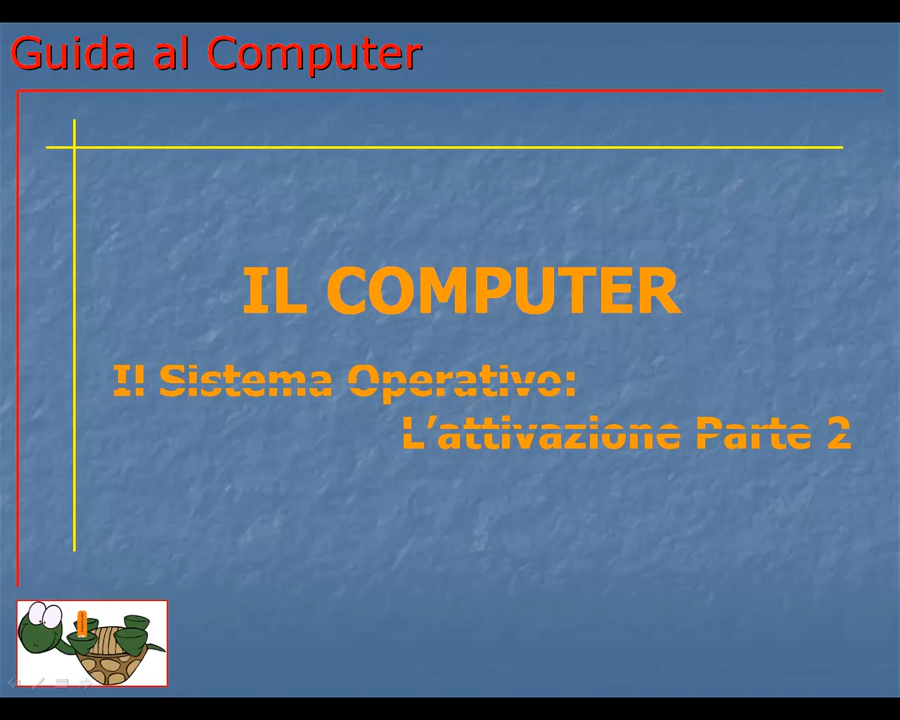 Guida al Computer
IL COMPUTER
Il Sistema Operativo:
L'attivazione Parte 2